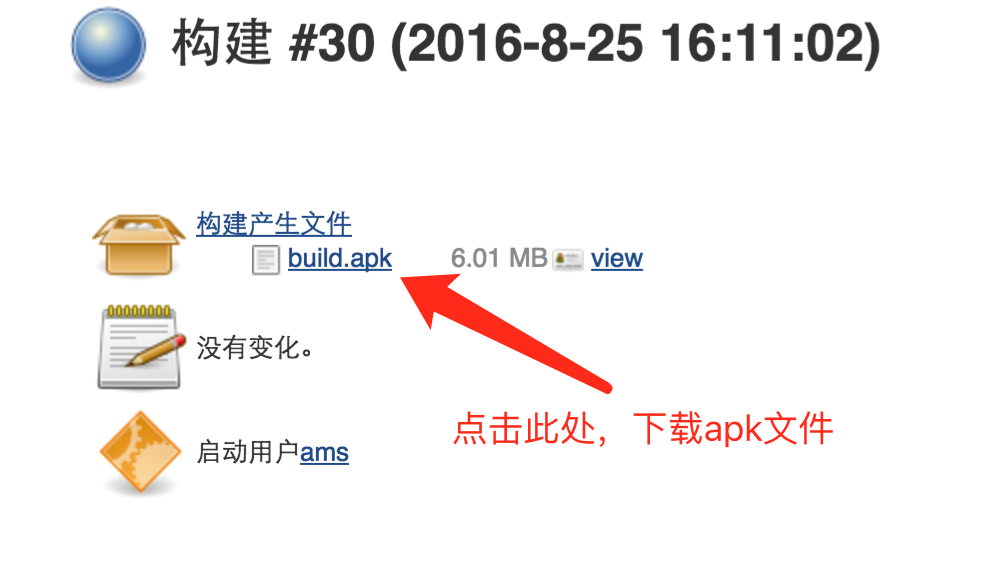 构建 #30 (2016-8-25 16:11:02)
构建产生文件
build.apk 6.01 MB view
没有变化。
点击此处，下载apk文件
启动用户ams